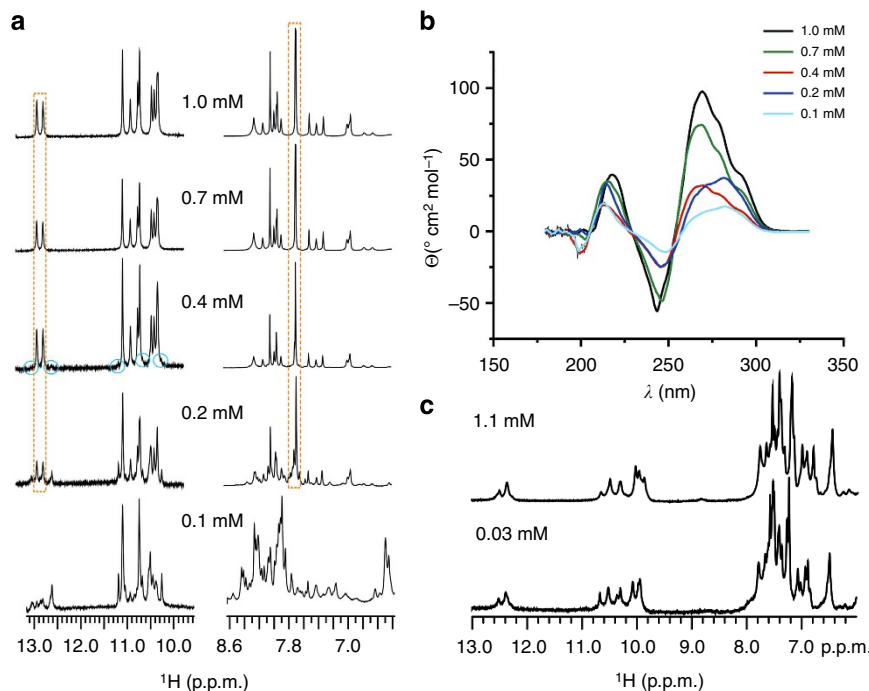 a
1.0 mM
0.7 mM
0.4 mM
0.2 mM
0.1 mM
13.0 12.0 11.0 10.0
8.6 7.8 7.0
¹H (p.p.m.)
b
1.0 mM
0.7 mM
0.4 mM
0.2 mM
0.1 mM
100
50
0
−50
Θ(° cm² mol⁻¹)
150 200 250 300 350
λ (nm)
c
1.1 mM
0.03 mM
13.0 12.0 11.0 10.0 9.0 8.0 7.0 p.p.m.
¹H (p.p.m.)